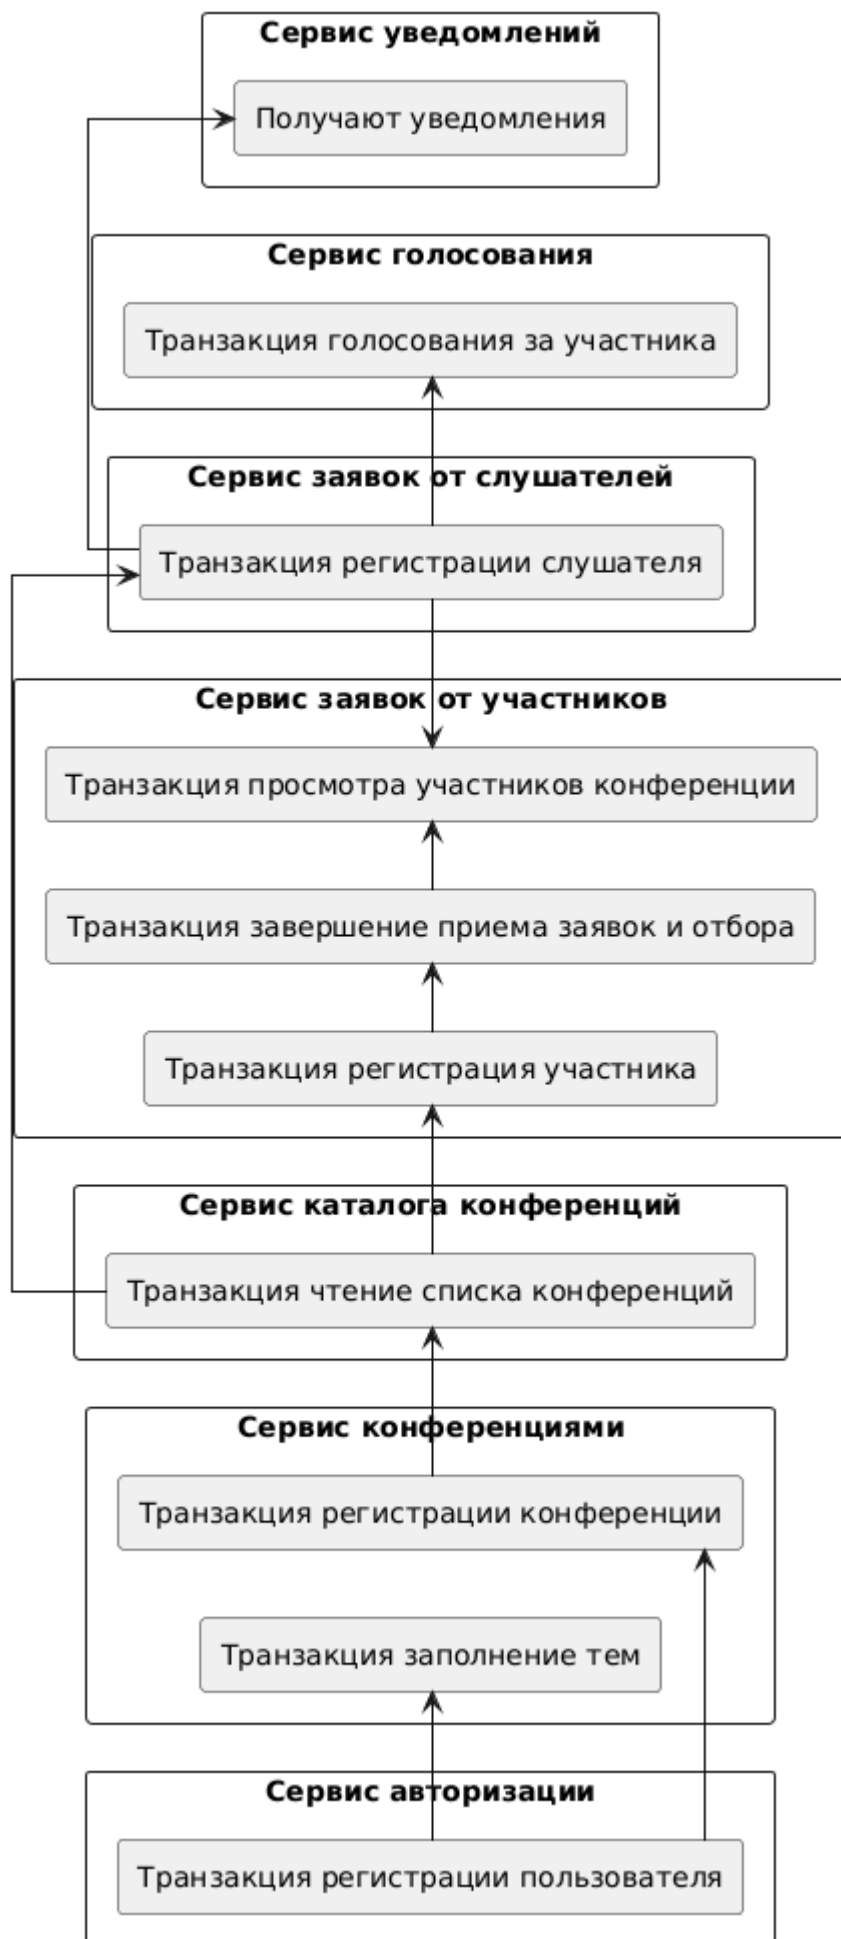 Сервис уведомлений
Получают уведомления
Сервис голосования
Транзакция голосования за участника
Сервис заявок от слушателей
Транзакция регистрации слушателя
Сервис заявок от участников
Транзакция просмотра участников конференции
Транзакция завершение приема заявок и отбора
Транзакция регистрация участника
Сервис каталога конференций
Транзакция чтение списка конференций
Сервис конференциями
Транзакция регистрации конференции
Транзакция заполнение тем
Сервис авторизации
Транзакция регистрации пользователя